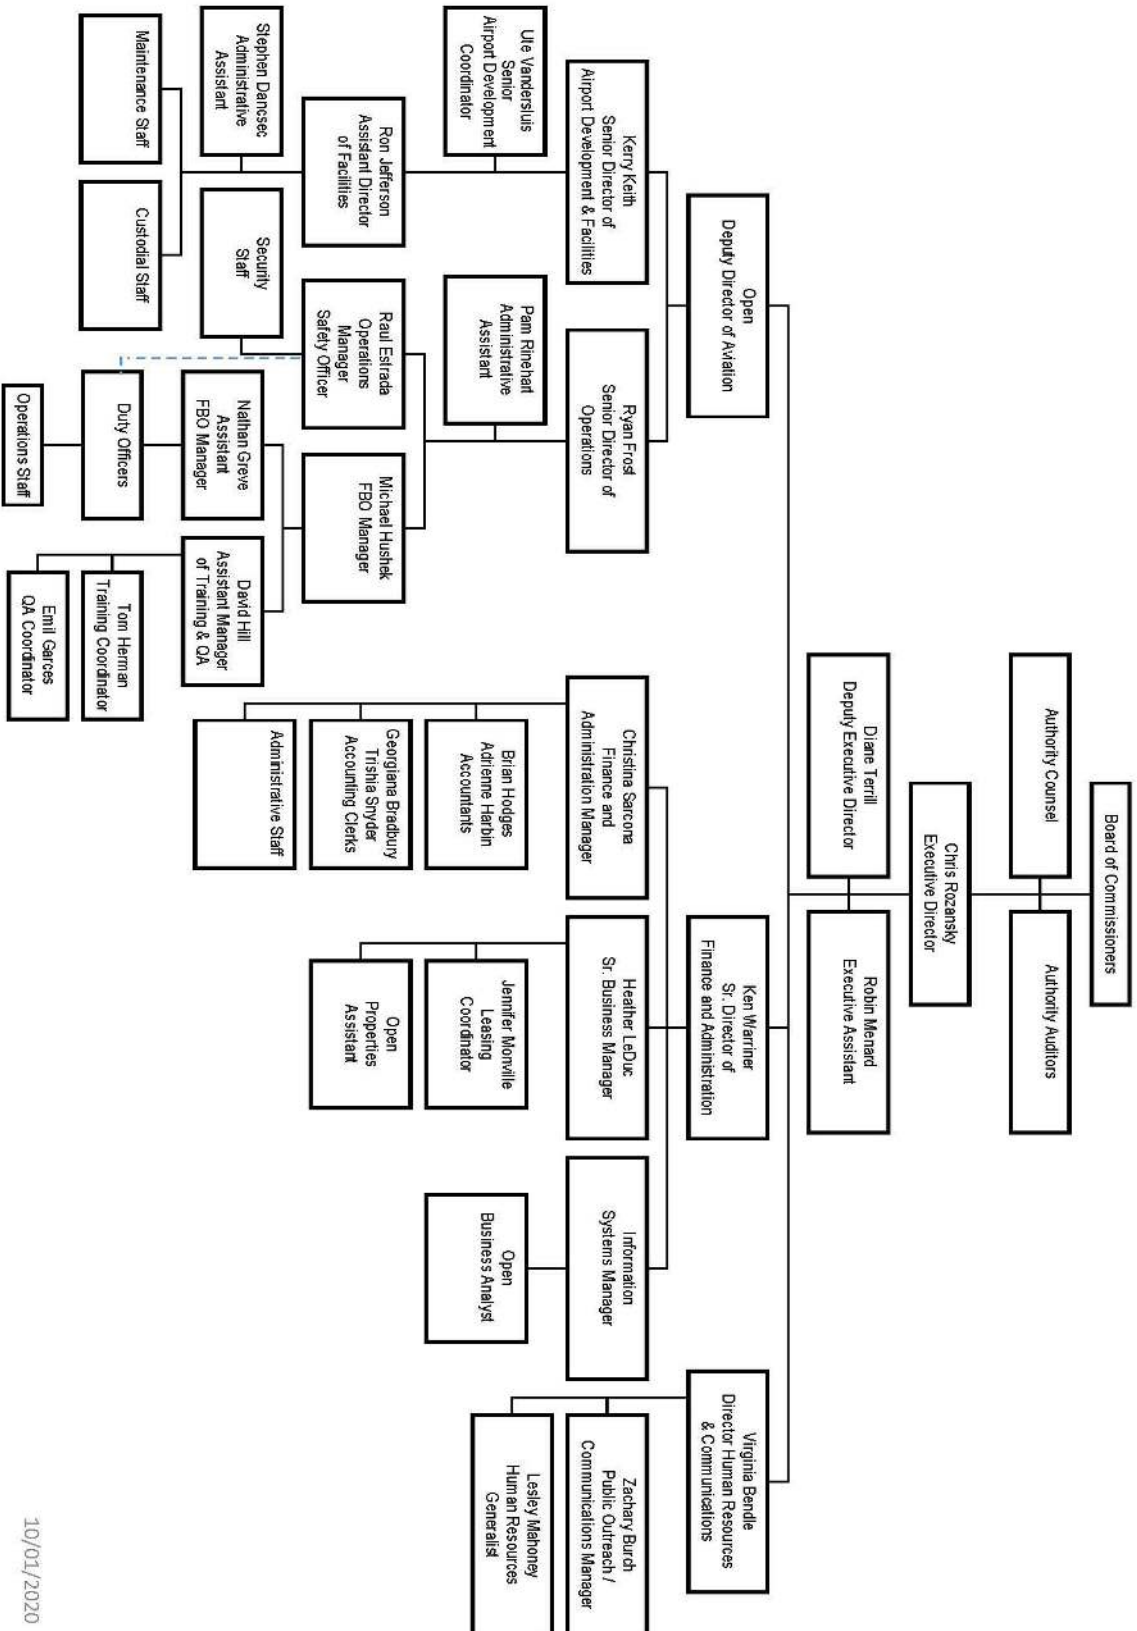 Board of Commissioners
Authority Counsel
Authority Auditors
Chris Rozansky
Executive Director
Diane Terrill
Deputy Executive Director
Robin Menard
Executive Assistant
Open
Deputy Director of Aviation
Ken Warriner
Sr. Director of
Finance and Administration
Virginia Bendle
Director Human Resources
& Communications
Kerry Keith
Senior Director of
Airport Development & Facilities
Ryan Frost
Senior Director of
Operations
Christina Sarcona
Finance and
Administration Manager
Heather LeDuc
Sr. Business Manager
Information
Systems Manager
Zachary Burch
Public Outreach /
Communications Manager
Ute Vandersluis
Senior
Airport Development
Coordinator
Pam Rinehart
Administrative
Assistant
Brian Hodges
Adrienne Harbin
Accountants
Jennifer Monville
Leasing
Coordinator
Open
Business Analyst
Lesley Mahoney
Human Resources
Generalist
Ron Jefferson
Assistant Director
of Facilities
Raul Estrada
Operations
Manager
Safety Officer
Michael Hushek
FBO Manager
Georgiana Bradbury
Trishia Snyder
Accounting Clerks
Open
Properties
Assistant
Stephen Dancsec
Administrative
Assistant
Security
Staff
Nathan Greve
Assistant
FBO Manager
David Hill
Assistant Manager
of Training & QA
Administrative Staff
Maintenance Staff
Custodial Staff
Duty Officers
Tom Herman
Training Coordinator
Operations Staff
Emil Garces
QA Coordinator
10/01/2020